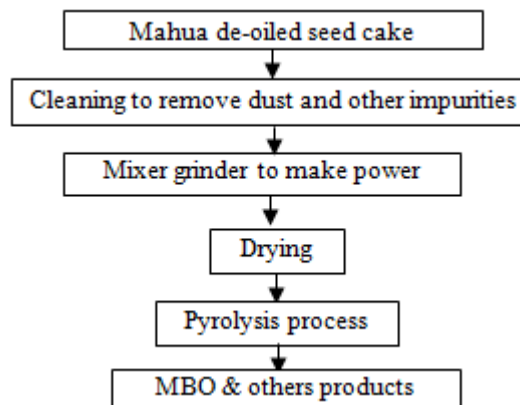 Mahua de-oiled seed cake
Cleaning to remove dust and other impurities
Mixer grinder to make power
Drying
Pyrolysis process
MBO & others products